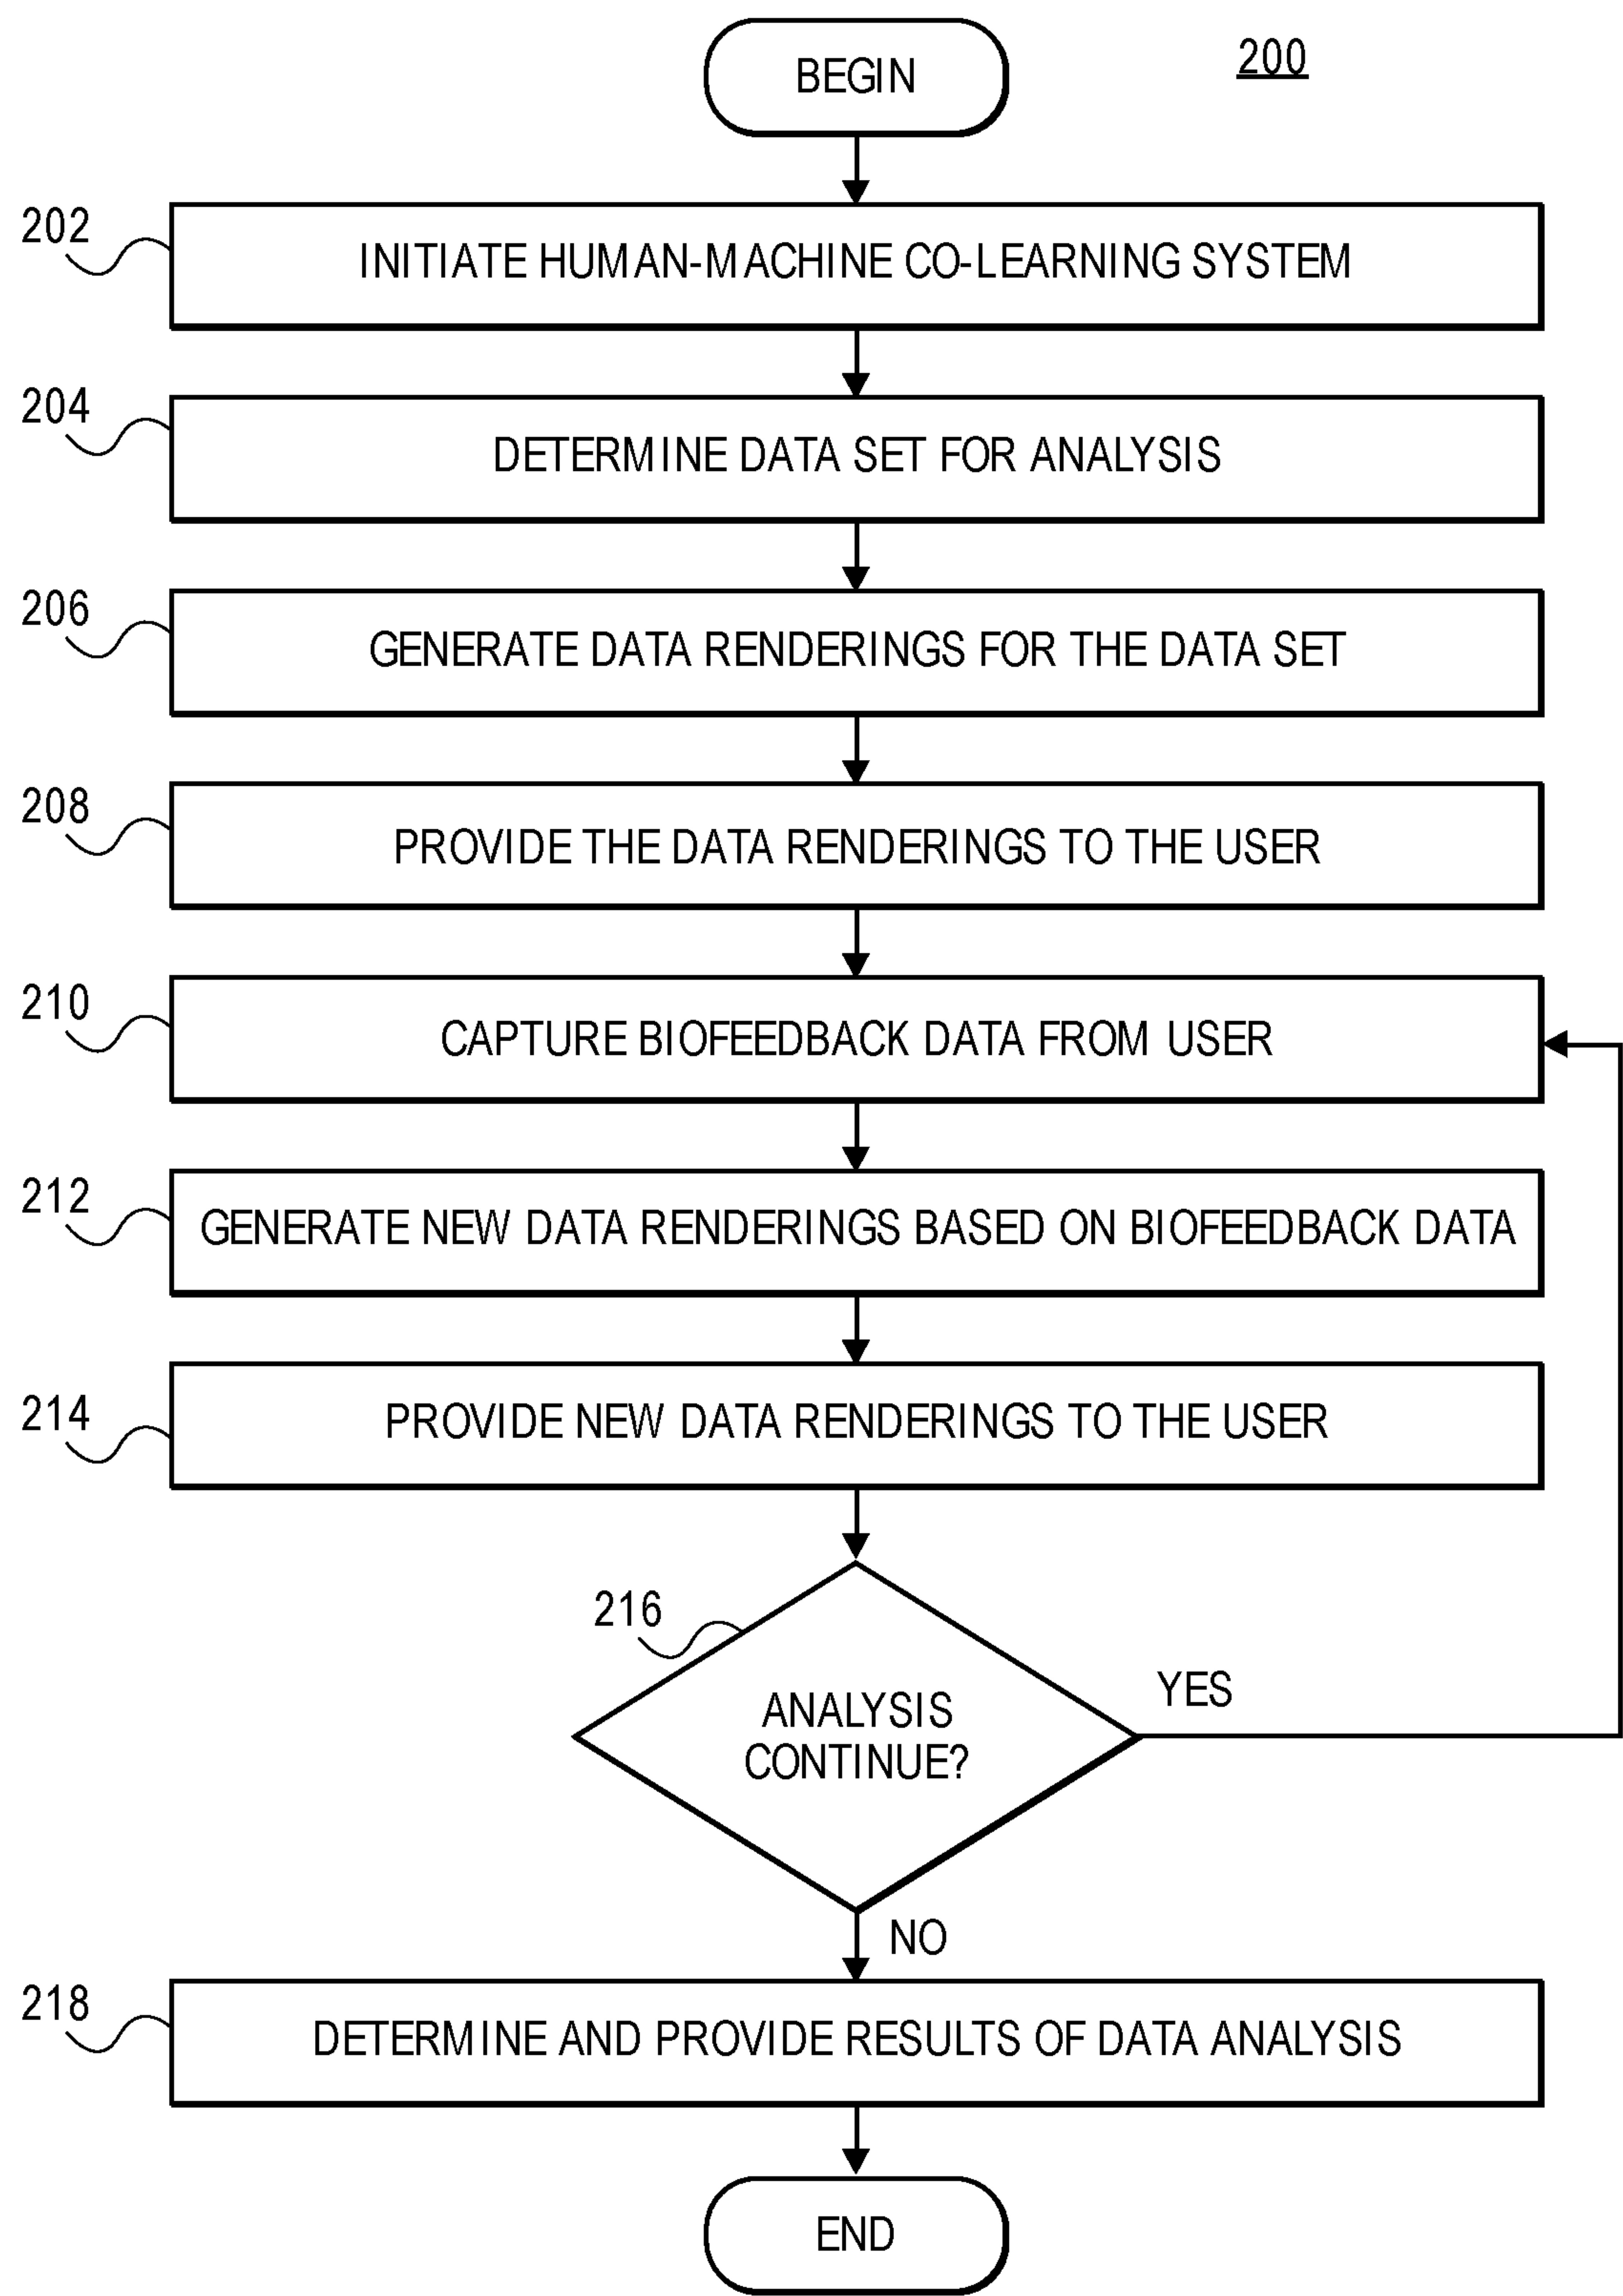 BEGIN
200
202
INITIATE HUMAN-MACHINE CO-LEARNING SYSTEM
204
DETERMINE DATA SET FOR ANALYSIS
206
GENERATE DATA RENDERINGS FOR THE DATA SET
208
PROVIDE THE DATA RENDERINGS TO THE USER
210
CAPTURE BIOFEEDBACK DATA FROM USER
212
GENERATE NEW DATA RENDERINGS BASED ON BIOFEEDBACK DATA
214
PROVIDE NEW DATA RENDERINGS TO THE USER
216
ANALYSIS
CONTINUE?
YES
NO
218
DETERMINE AND PROVIDE RESULTS OF DATA ANALYSIS
END